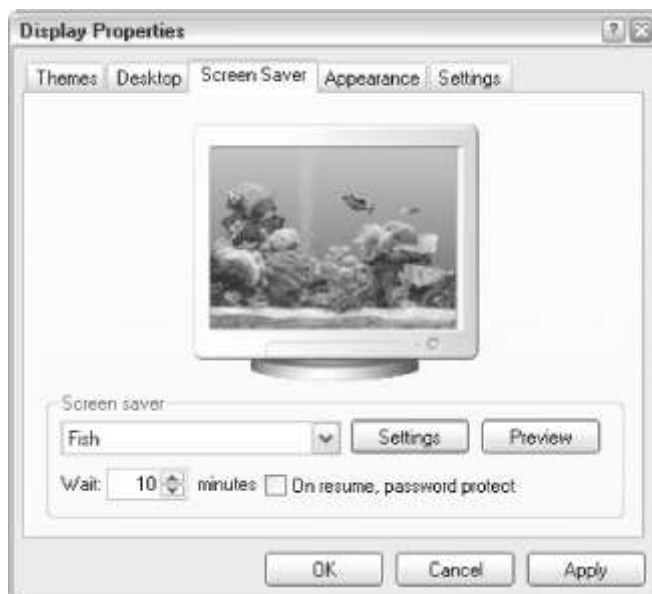 Display Properties
?
Themes Desktop Screen Saver Appearance Settings
Screen saver
Fish Settings Preview
Wait: 10 minutes On resume, password protect
OK Cancel Apply